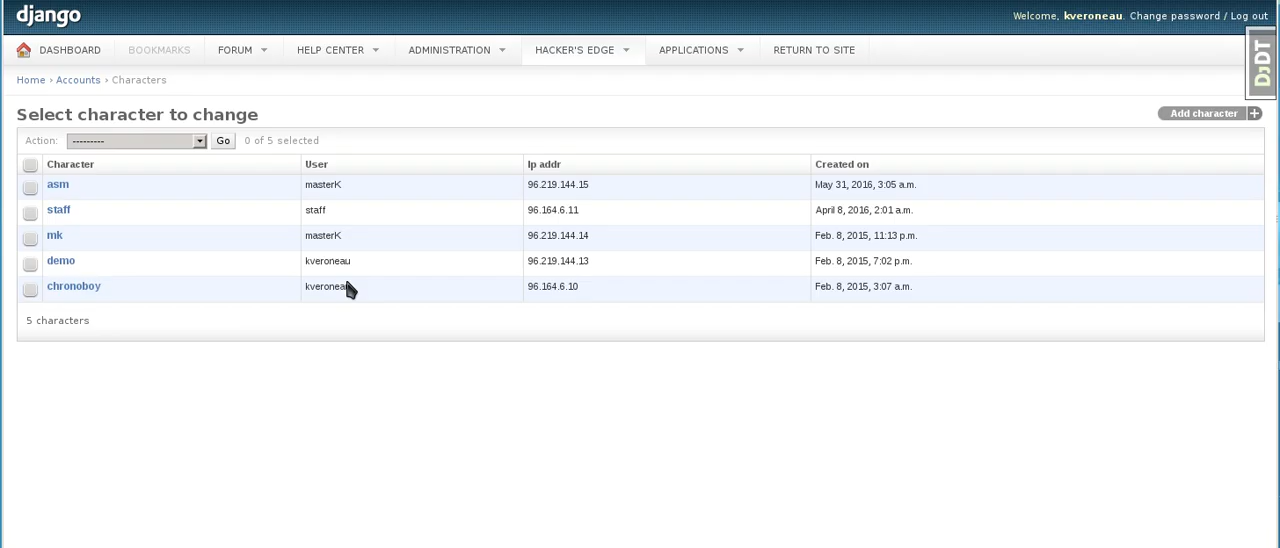 django
Welcome, kveroneau. Change password / Log out
DASHBOARD BOOKMARKS FORUM HELP CENTER ADMINISTRATION HACKER'S EDGE APPLICATIONS RETURN TO SITE
DJDT
Home › Accounts › Characters
Select character to change
Add character +
Action: --------- Go 0 of 5 selected
Character User Ip addr Created on
asm masterK 96.219.144.15 May 31, 2016, 3:05 a.m.
staff staff 96.164.6.11 April 8, 2016, 2:01 a.m.
mk masterK 96.219.144.14 Feb. 8, 2015, 11:13 p.m.
demo kveroneau 96.219.144.13 Feb. 8, 2015, 7:02 p.m.
chronoboy kveroneau 96.164.6.10 Feb. 8, 2015, 3:07 a.m.
5 characters